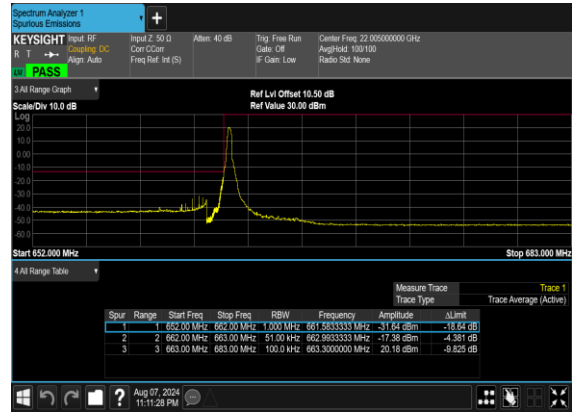 Spectrum Analyzer 1
Spurious Emissions
+
KEYSIGHT Input: RF Input Z: 50 Ω Atten: 40 dB Trig: Free Run Center Freq: 22.005000000 GHz
R T Coupling: DC Corr CCorr Gate: Off Avg|Hold: 100/100
Align: Auto Freq Ref: Int (S) IF Gain: Low Radio Std: None
LW PASS
3 All Range Graph
Ref Lvl Offset 10.50 dB
Scale/Div 10.0 dB Ref Value 30.00 dBm
Log
20.0
10.0
0.00
-10.0
-20.0
-30.0
-40.0
-50.0
-60.0
Start 652.000 MHz Stop 683.000 MHz
4 All Range Table
Measure Trace Trace 1
Trace Type Trace Average (Active)
Spur Range Start Freq Stop Freq RBW Frequency Amplitude ΔLimit
1 1 652.00 MHz 662.00 MHz 1.000 MHz 661.5833333 MHz -31.64 dBm -18.64 dB
2 2 662.00 MHz 663.00 MHz 51.00 kHz 662.9933333 MHz -17.38 dBm -4.381 dB
3 3 663.00 MHz 683.00 MHz 100.0 kHz 663.3000000 MHz 20.18 dBm -9.825 dB
? Aug 07, 2024
11:11:28 PM